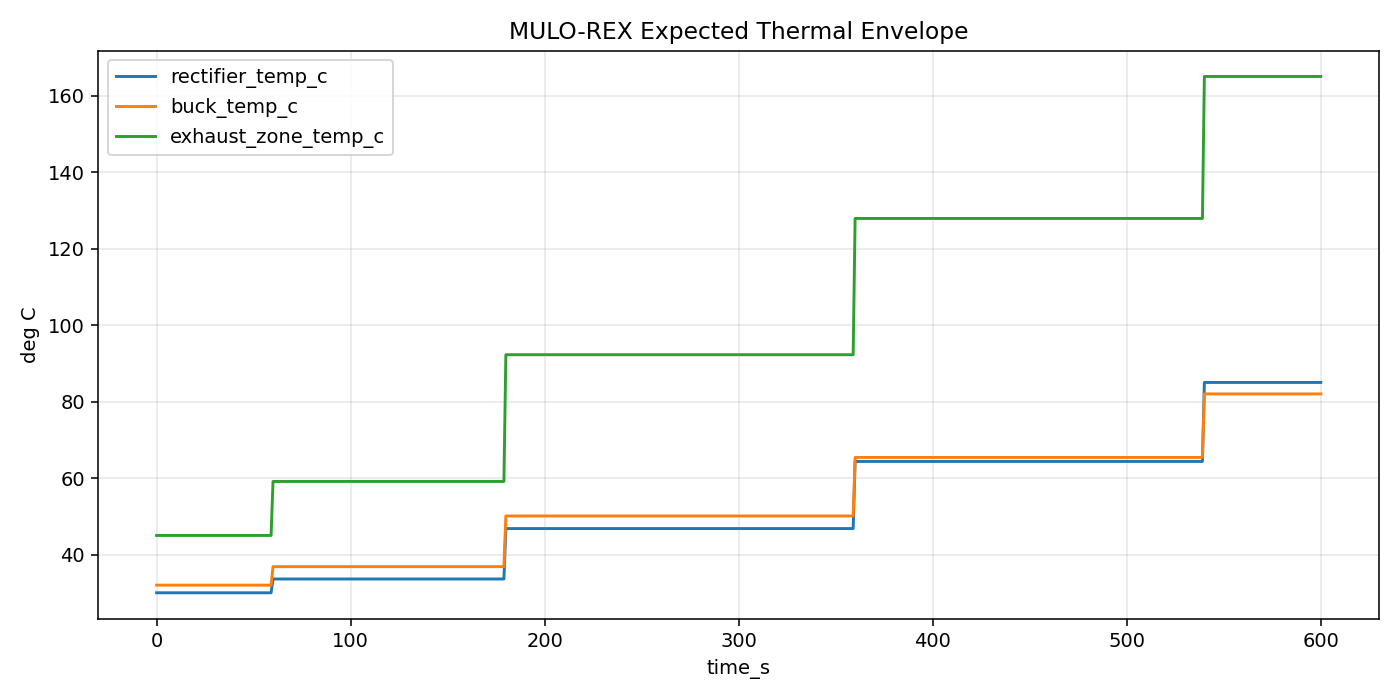 MULO-REX Expected Thermal Envelope
rectifier_temp_c
buck_temp_c
exhaust_zone_temp_c
deg C
160
140
120
100
80
60
40
0 100 200 300 400 500 600
time_s